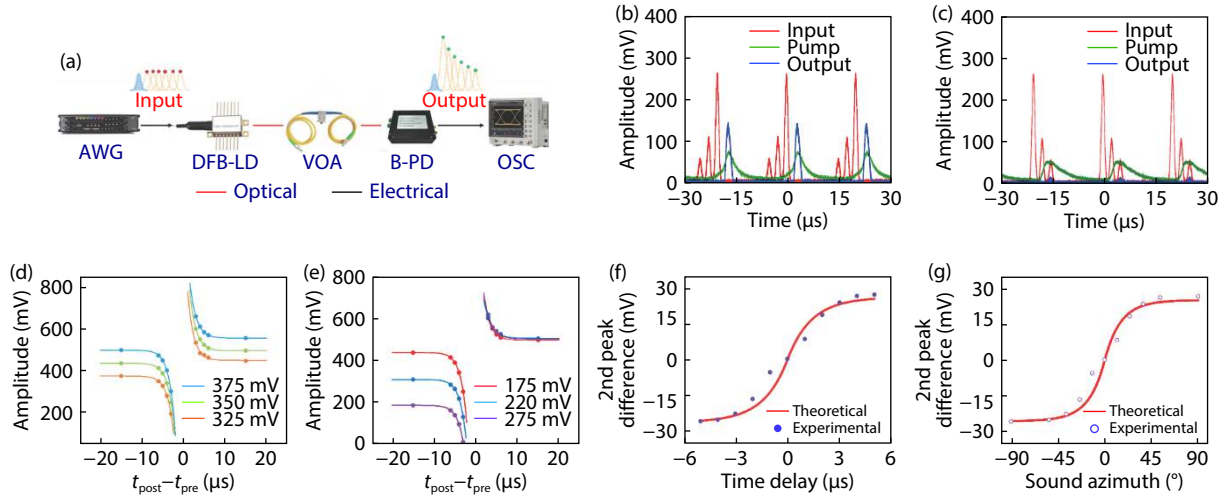 (a)
Input
Output
AWG
DFB-LD
VOA
B-PD
OSC
Optical
Electrical
(b)
Amplitude (mV)
400
300
200
100
0
Input
Pump
Output
−30
−15
0
15
30
Time (μs)
(c)
Amplitude (mV)
400
300
200
100
0
Input
Pump
Output
−30
−15
0
15
30
Time (μs)
(d)
Amplitude (mV)
800
600
400
200
375 mV
350 mV
325 mV
−20
−10
0
10
20
tpost−tpre (μs)
(e)
Amplitude (mV)
800
600
400
200
0
175 mV
220 mV
275 mV
−20
−10
0
10
20
tpost−tpre (μs)
(f)
2nd peak
difference (mV)
30
15
0
−15
−30
Theoretical
Experimental
−6
−3
0
3
6
Time delay (μs)
(g)
2nd peak
difference (mV)
30
15
0
−15
−30
Theoretical
Experimental
−90
−45
0
45
90
Sound azimuth (°)